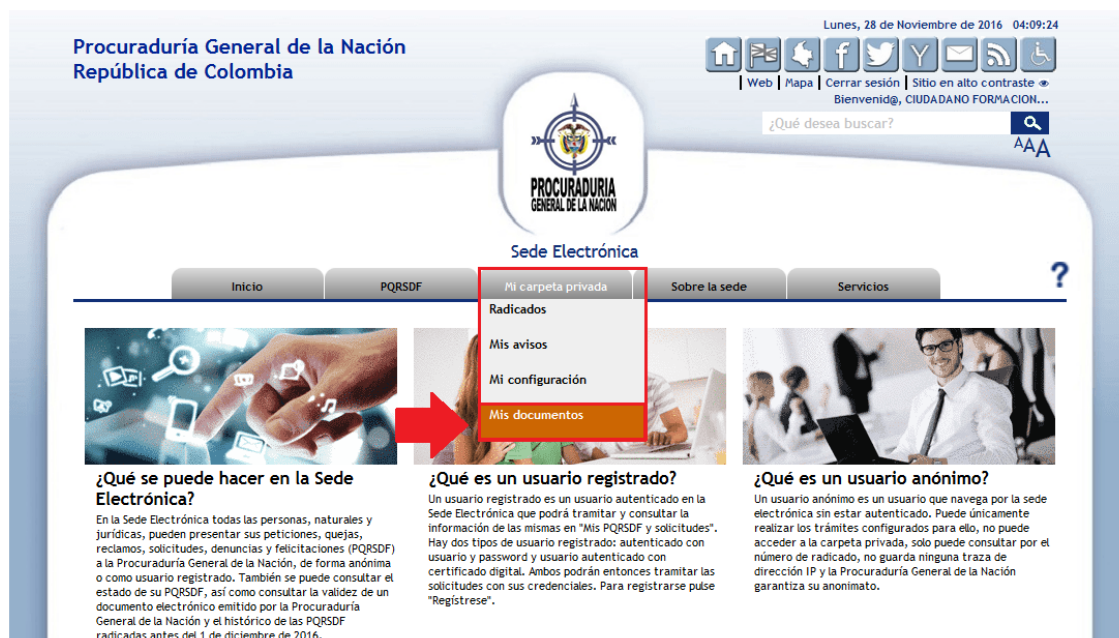 Lunes, 28 de Noviembre de 2016 04:09:24
Procuraduría General de la Nación
República de Colombia
Web | Mapa | Cerrar sesión | Sitio en alto contraste
Bienvenid@, CIUDADANO FORMACION...
¿Qué desea buscar?
AAA
PROCURADURIA
GENERAL DE LA NACION
Sede Electrónica
Inicio
PQRSDF
Mi carpeta privada
Sobre la sede
Servicios
?
Radicados
Mis avisos
Mi configuración
Mis documentos
¿Qué se puede hacer en la Sede
Electrónica?
En la Sede Electrónica todas las personas, naturales y
jurídicas, pueden presentar sus peticiones, quejas,
reclamos, solicitudes, denuncias y felicitaciones (PQRSDF)
a la Procuraduría General de la Nación, de forma anónima
o como usuario registrado. También se puede consultar el
estado de su PQRSDF, así como consultar la validez de un
documento electrónico emitido por la Procuraduría
General de la Nación y el histórico de las PQRSDF
radicadas antes del 1 de diciembre de 2016.
¿Qué es un usuario registrado?
Un usuario registrado es un usuario autenticado en la
Sede Electrónica que podrá tramitar y consultar la
información de las mismas en "Mis PQRSDF y solicitudes".
Hay dos tipos de usuario registrado: autenticado con
usuario y password y usuario autenticado con
certificado digital. Ambos podrán entonces tramitar las
solicitudes con sus credenciales. Para registrarse pulse
"Regístrese".
¿Qué es un usuario anónimo?
Un usuario anónimo es un usuario que navega por la sede
electrónica sin estar autenticado. Puede únicamente
realizar los trámites configurados para ello, no puede
acceder a la carpeta privada, solo puede consultar por el
número de radicado, no guarda ninguna traza de
dirección IP y la Procuraduría General de la Nación
garantiza su anonimato.